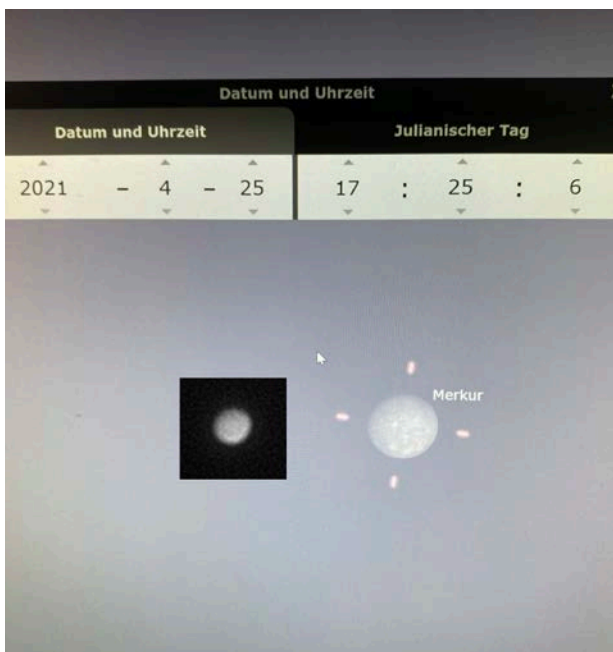 Datum und Uhrzeit
Datum und Uhrzeit Julianischer Tag
2021 - 4 - 25 17 : 25 : 6
Merkur